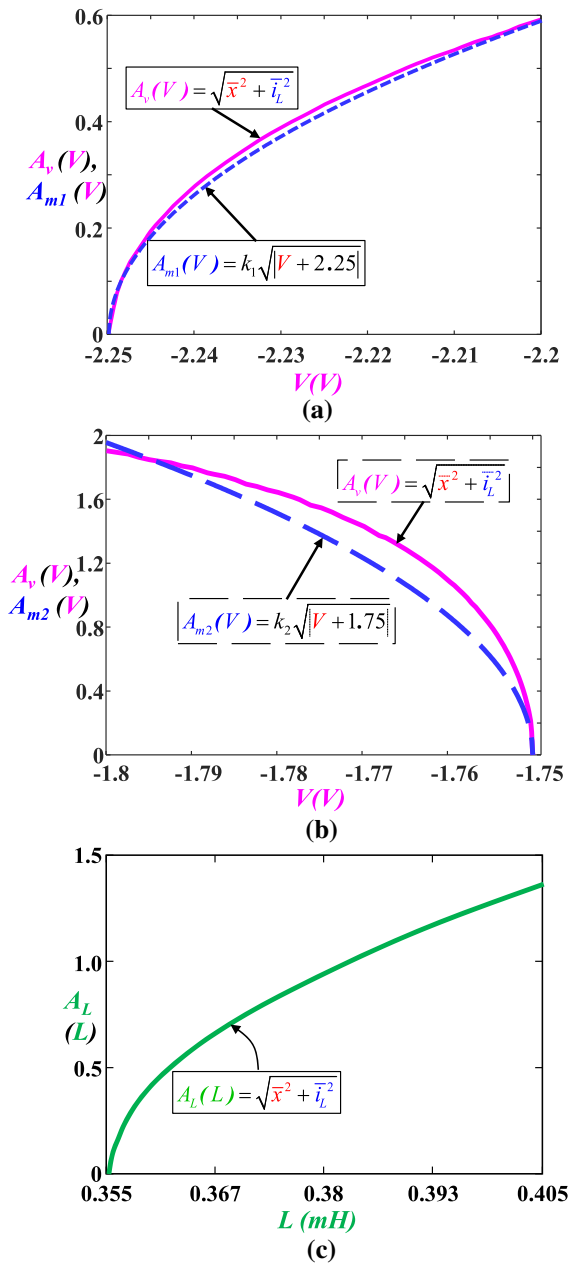 0.6
A_v(V) = √(x̄² + ī_L²)
0.4
A_v (V),
A_m1 (V)
0.2
A_m1(V) = k_1√|V + 2.25|
0
-2.25 -2.24 -2.23 -2.22 -2.21 -2.2
V(V)
(a)
2
A_v(V) = √(x̄² + ī_L²)
1.6
1.2
A_v (V),
A_m2 (V)
A_m2(V) = k_2√|V + 1.75|
0.8
0.4
0
-1.8 -1.79 -1.78 -1.77 -1.76 -1.75
V(V)
(b)
1.5
1.0
A_L
(L)
0.5
A_L(L) = √(x̄² + ī_L²)
0
0.355 0.367 0.38 0.393 0.405
L (mH)
(c)